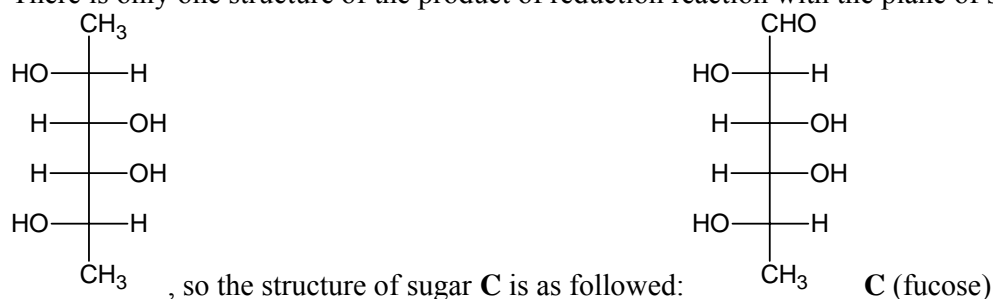 There is only one structure of the product of reduction reaction with the plane of
CH3 CHO
HO H HO H
H OH H OH
H OH H OH
HO H HO H
CH3 , so the structure of sugar C is as followed: CH3 C (fucose)